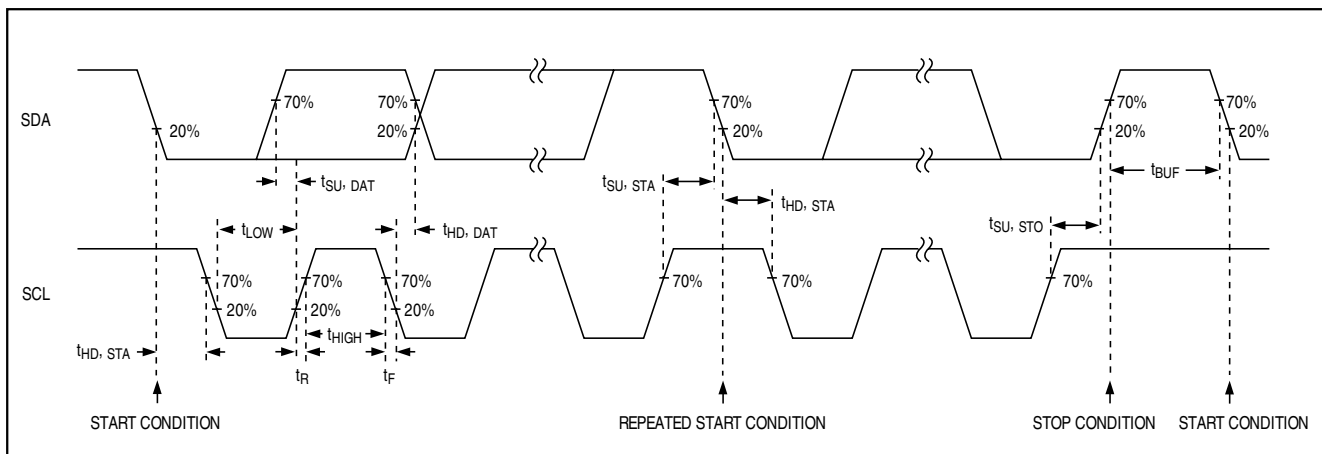 SDA
20%
70%
70%
20%
70%
20%
70%
20%
70%
20%
tSU, DAT
tSU, STA
tBUF
tLOW
tHD, DAT
tHD, STA
tSU, STO
SCL
70%
20%
70%
20%
70%
20%
70%
70%
70%
tHIGH
tHD, STA
tR
tF
START CONDITION
REPEATED START CONDITION
STOP CONDITION
START CONDITION